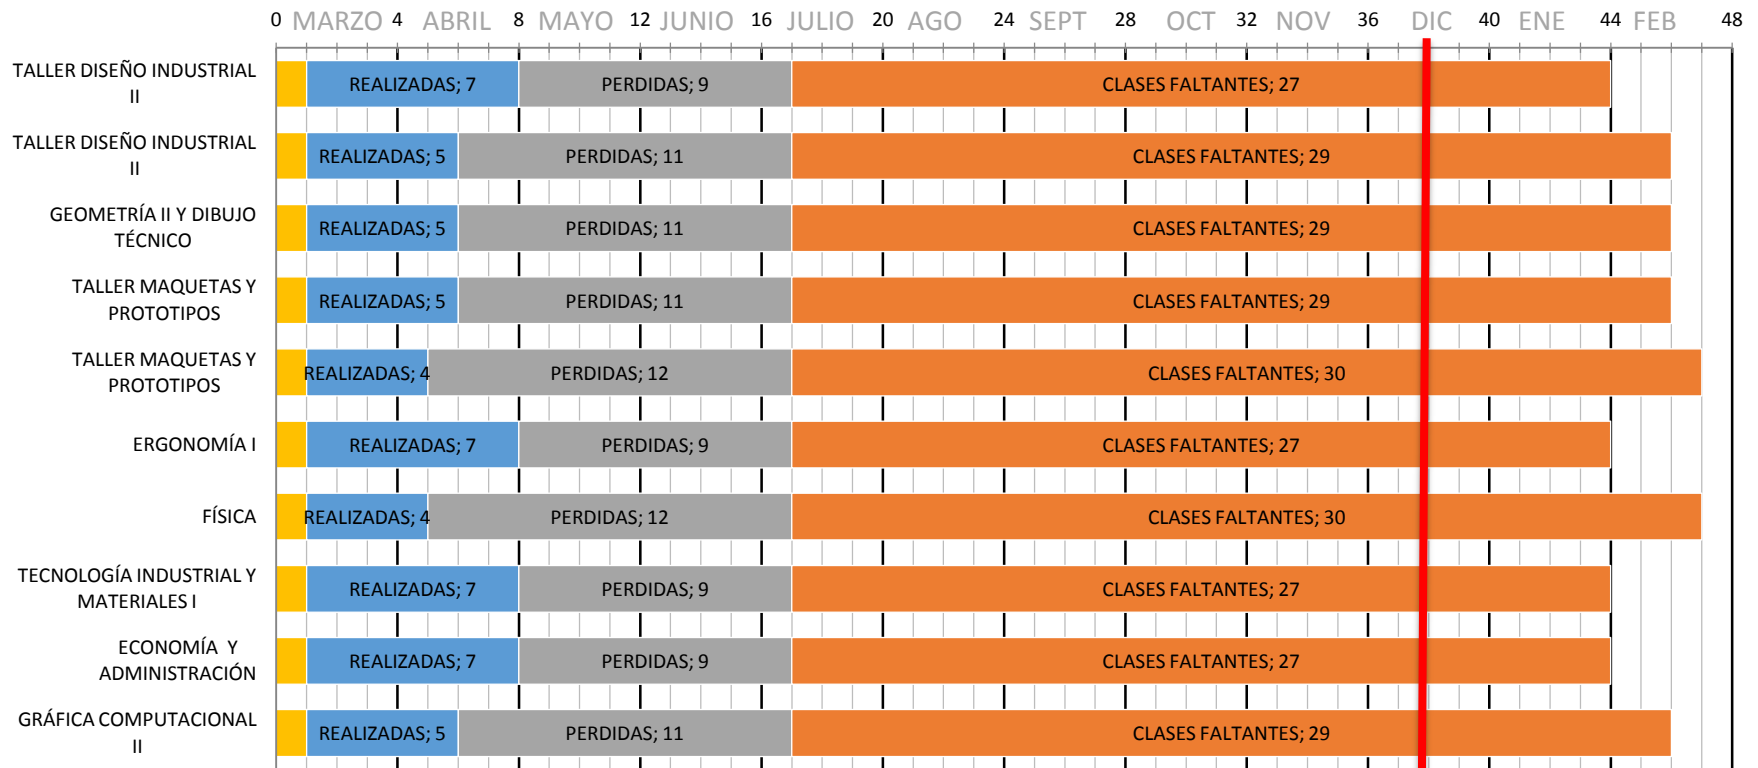 0 MARZO 4 ABRIL 8 MAYO 12 JUNIO 16 JULIO 20 AGO 24 SEPT 28 OCT 32 NOV 36 DIC 40 ENE 44 FEB 48
TALLER DISEÑO INDUSTRIAL
II
REALIZADAS; 7 PERDIDAS; 9 CLASES FALTANTES; 27
TALLER DISEÑO INDUSTRIAL
II
REALIZADAS; 5 PERDIDAS; 11 CLASES FALTANTES; 29
GEOMETRÍA II Y DIBUJO
TÉCNICO
REALIZADAS; 5 PERDIDAS; 11 CLASES FALTANTES; 29
TALLER MAQUETAS Y
PROTOTIPOS
REALIZADAS; 5 PERDIDAS; 11 CLASES FALTANTES; 29
TALLER MAQUETAS Y
PROTOTIPOS
REALIZADAS; 4 PERDIDAS; 12 CLASES FALTANTES; 30
ERGONOMÍA I
REALIZADAS; 7 PERDIDAS; 9 CLASES FALTANTES; 27
FÍSICA
REALIZADAS; 4 PERDIDAS; 12 CLASES FALTANTES; 30
TECNOLOGÍA INDUSTRIAL Y
MATERIALES I
REALIZADAS; 7 PERDIDAS; 9 CLASES FALTANTES; 27
ECONOMÍA Y
ADMINISTRACIÓN
REALIZADAS; 7 PERDIDAS; 9 CLASES FALTANTES; 27
GRÁFICA COMPUTACIONAL
II
REALIZADAS; 5 PERDIDAS; 11 CLASES FALTANTES; 29